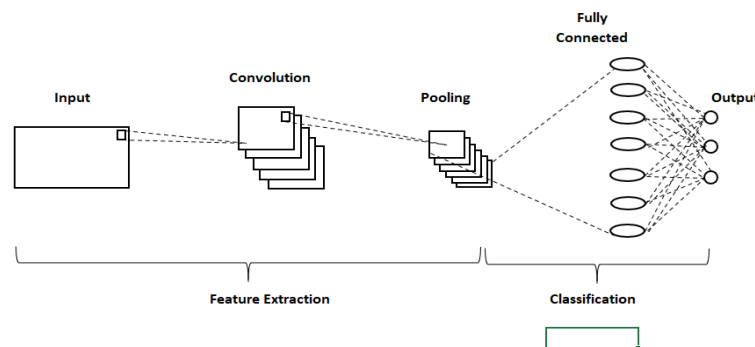 Fully
Connected
Convolution
Input
Pooling
Output
Feature Extraction
Classification